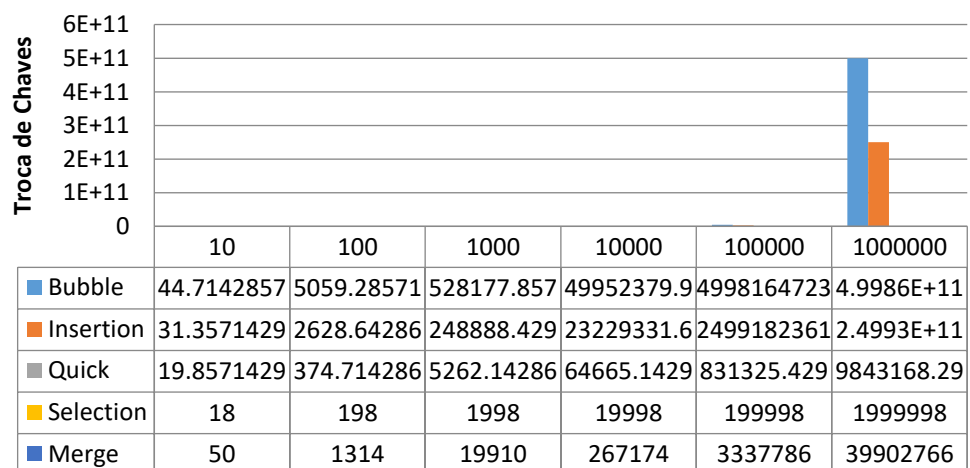 Troca de Chaves
6E+11
5E+11
4E+11
3E+11
2E+11
1E+11
0
10 100 1000 10000 100000 1000000
Bubble 44.7142857 5059.28571 528177.857 49952379.9 4998164723 4.9986E+11
Insertion 31.3571429 2628.64286 248888.429 23229331.6 2499182361 2.4993E+11
Quick 19.8571429 374.714286 5262.14286 64665.1429 831325.429 9843168.29
Selection 18 198 1998 19998 199998 1999998
Merge 50 1314 19910 267174 3337786 39902766